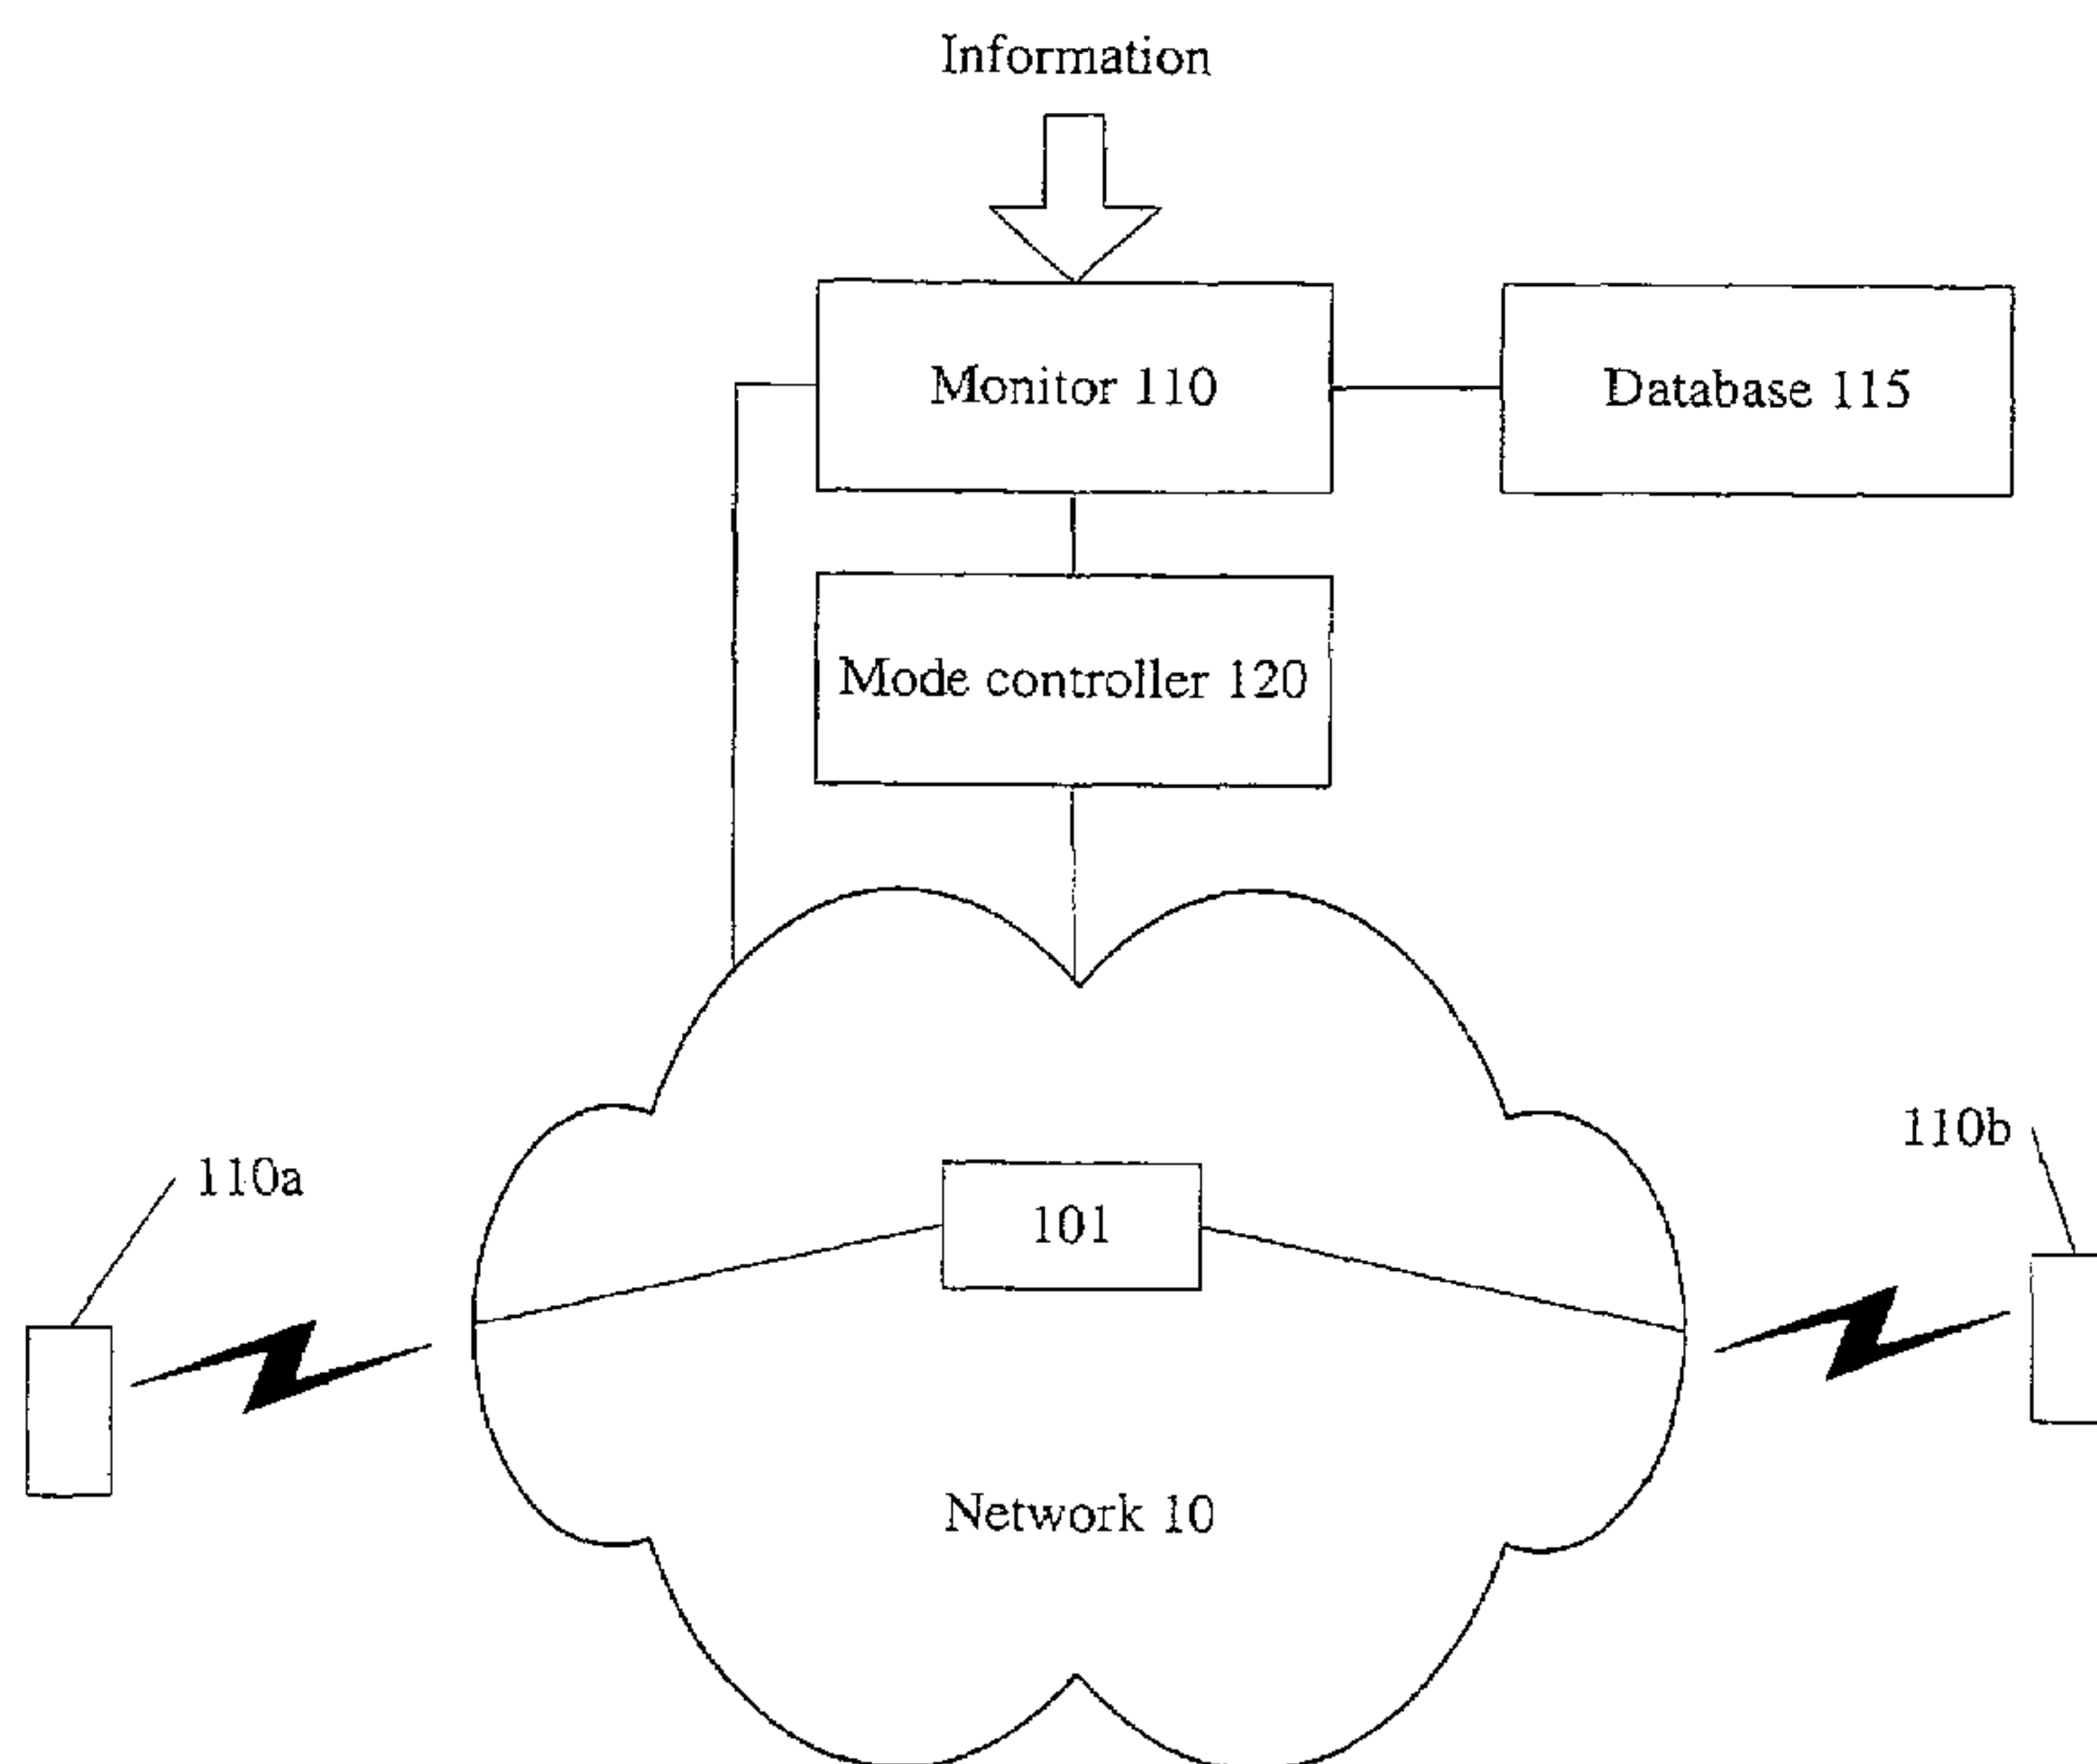 Information
Monitor 110
Database 115
Mode controller 120
110b
110a
101
Network 10